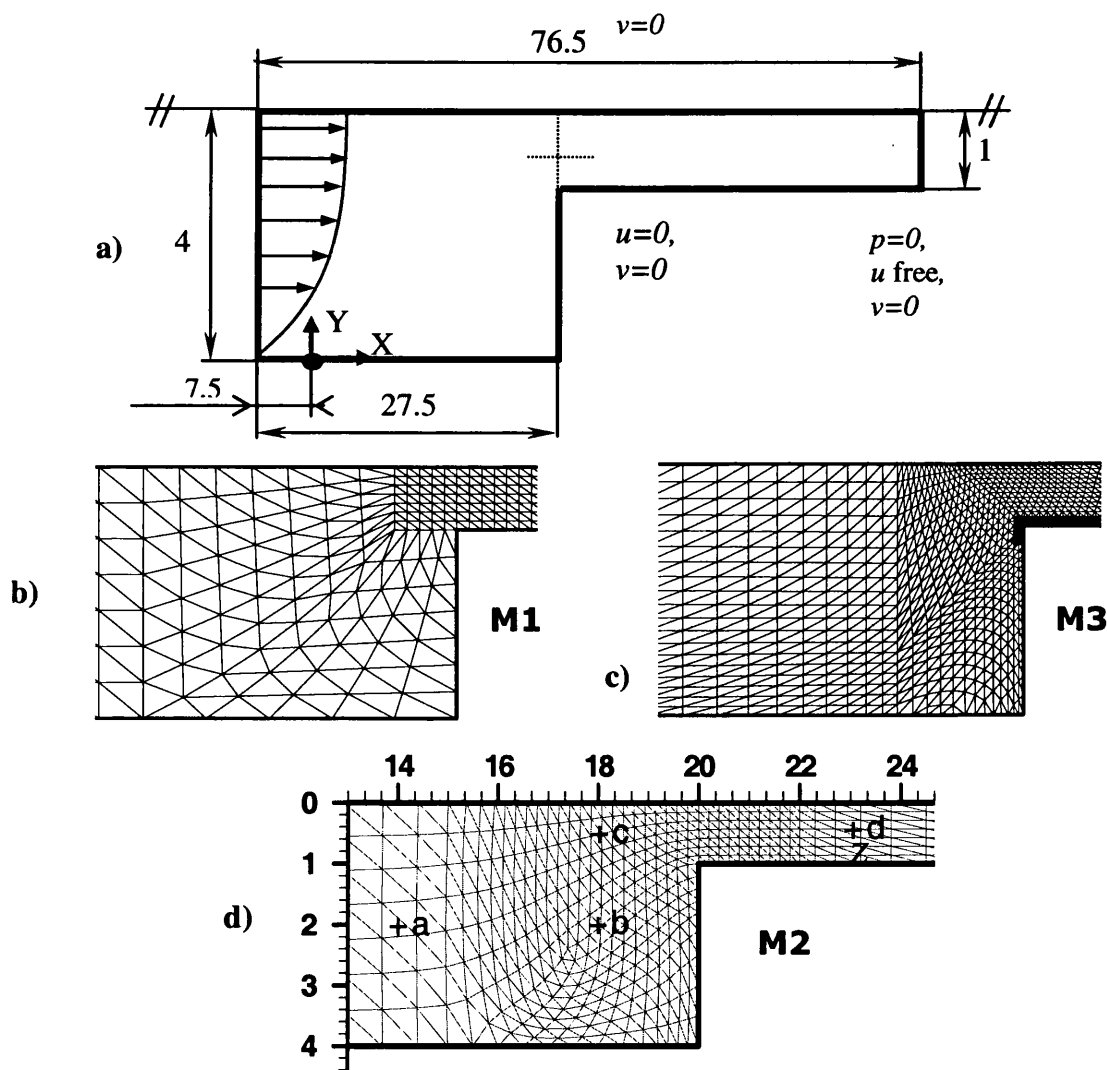 v=0
76.5
1
4
a)
u=0,
v=0
p=0,
u free,
v=0
Y
X
7.5
27.5
b)
M1
c)
M3
14 16 18 20 22 24
0
1
2
3
4
+c
+d
+a
+b
d)
M2